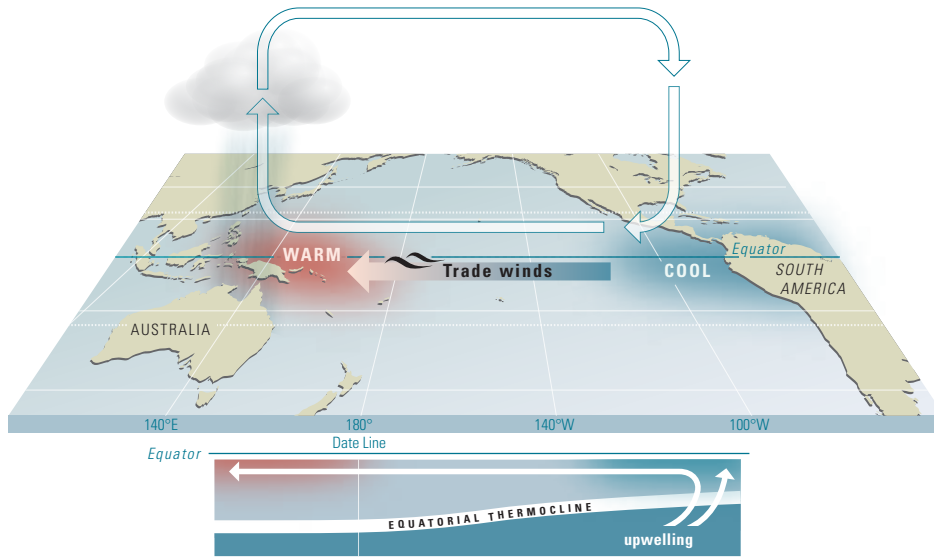 Equator
WARM
Trade winds
COOL
SOUTH
AMERICA
AUSTRALIA
140°E
180°
140°W
100°W
Date Line
Equator
EQUATORIAL THERMOCLINE
upwelling